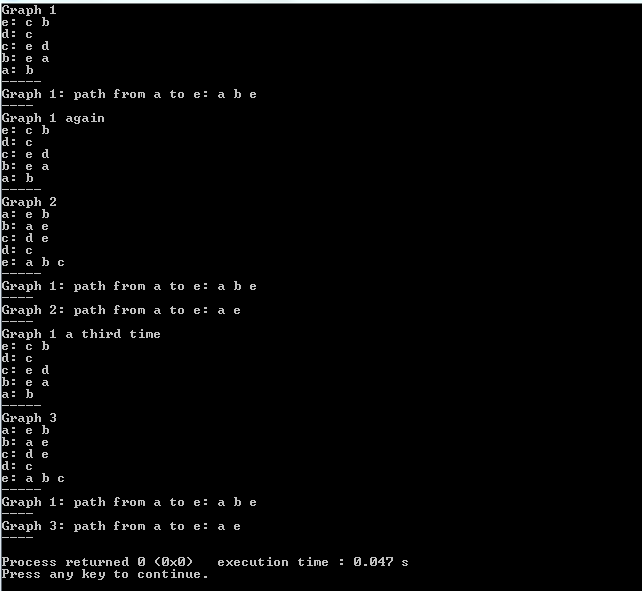 Graph 1
e: c b
d: c
c: e d
b: e a
a: b
-----
Graph 1: path from a to e: a b e
----
Graph 1 again
e: c b
d: c
c: e d
b: e a
a: b
-----
Graph 2
a: e b
b: a e
c: d e
d: c
e: a b c
-----
Graph 1: path from a to e: a b e
----
Graph 2: path from a to e: a e
----
Graph 1 a third time
e: c b
d: c
c: e d
b: e a
a: b
-----
Graph 3
a: e b
b: a e
c: d e
d: c
e: a b c
-----
Graph 1: path from a to e: a b e
----
Graph 3: path from a to e: a e
----
Process returned 0 (0x0)   execution time : 0.047 s
Press any key to continue.